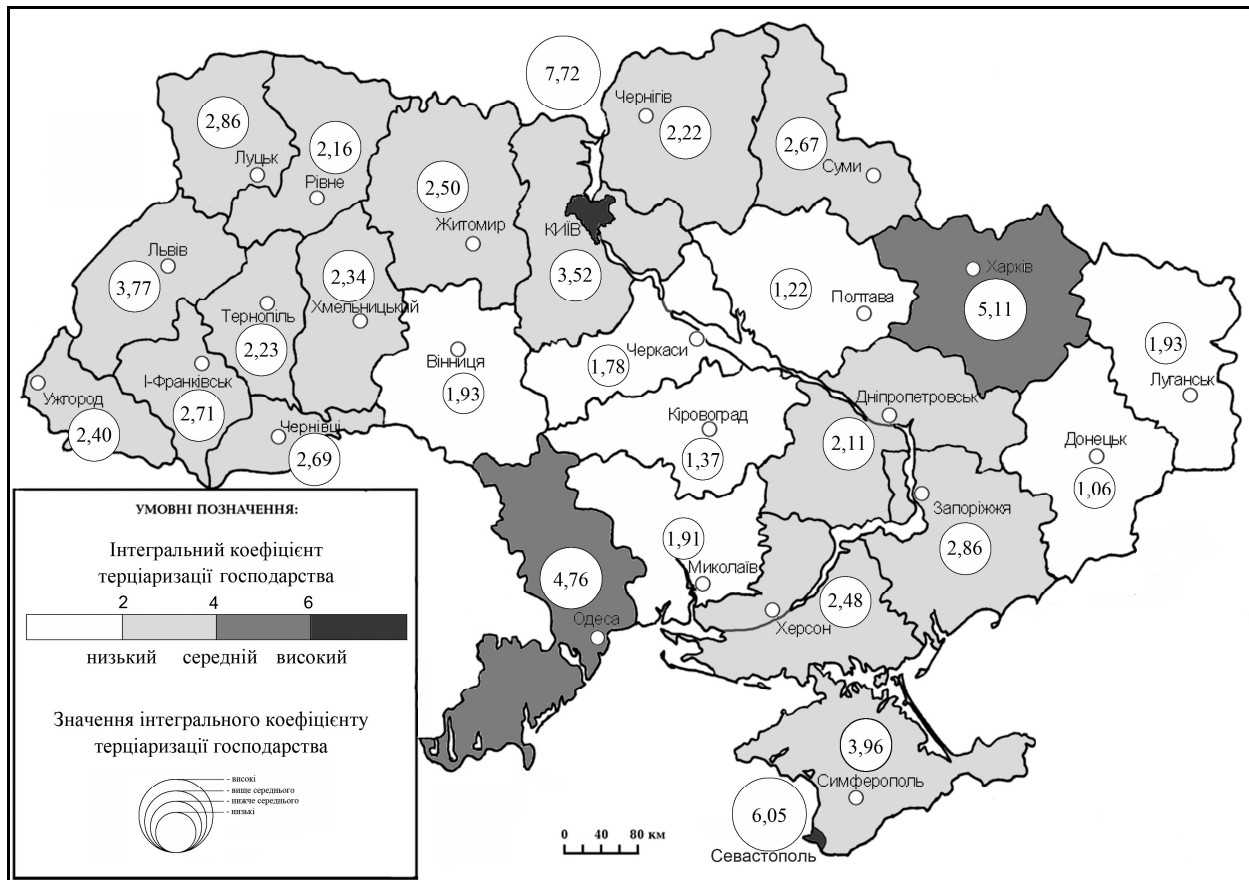 7,72
Чернігів
2,22
2,67
Суми
2,86
Луцьк
2,16
Рівне
2,50
Житомир
КИЇВ
3,52
Львів
3,77
Тернопіль
2,23
2,34
Хмельницький
1,22
Полтава
Харків
5,11
1,93
Луганськ
Вінниця
1,93
1,78
Черкаси
І-Франківськ
2,71
Ужгород
2,40
Чернівці
2,69
Кіровоград
1,37
Дніпропетровськ
2,11
Донецьк
1,06
Запоріжжя
2,86
4,76
Одеса
1,91
Миколаїв
2,48
Херсон
3,96
Симферополь
6,05
Севастополь
0 40 80 км
УМОВНІ ПОЗНАЧЕННЯ:
Інтегральний коефіцієнт
терціаризації господарства
2 4 6
низький середній високий
Значення інтегрального коефіцієнту
терціаризації господарства
- високі
- вище середнього
- нижче середнього
- низькі